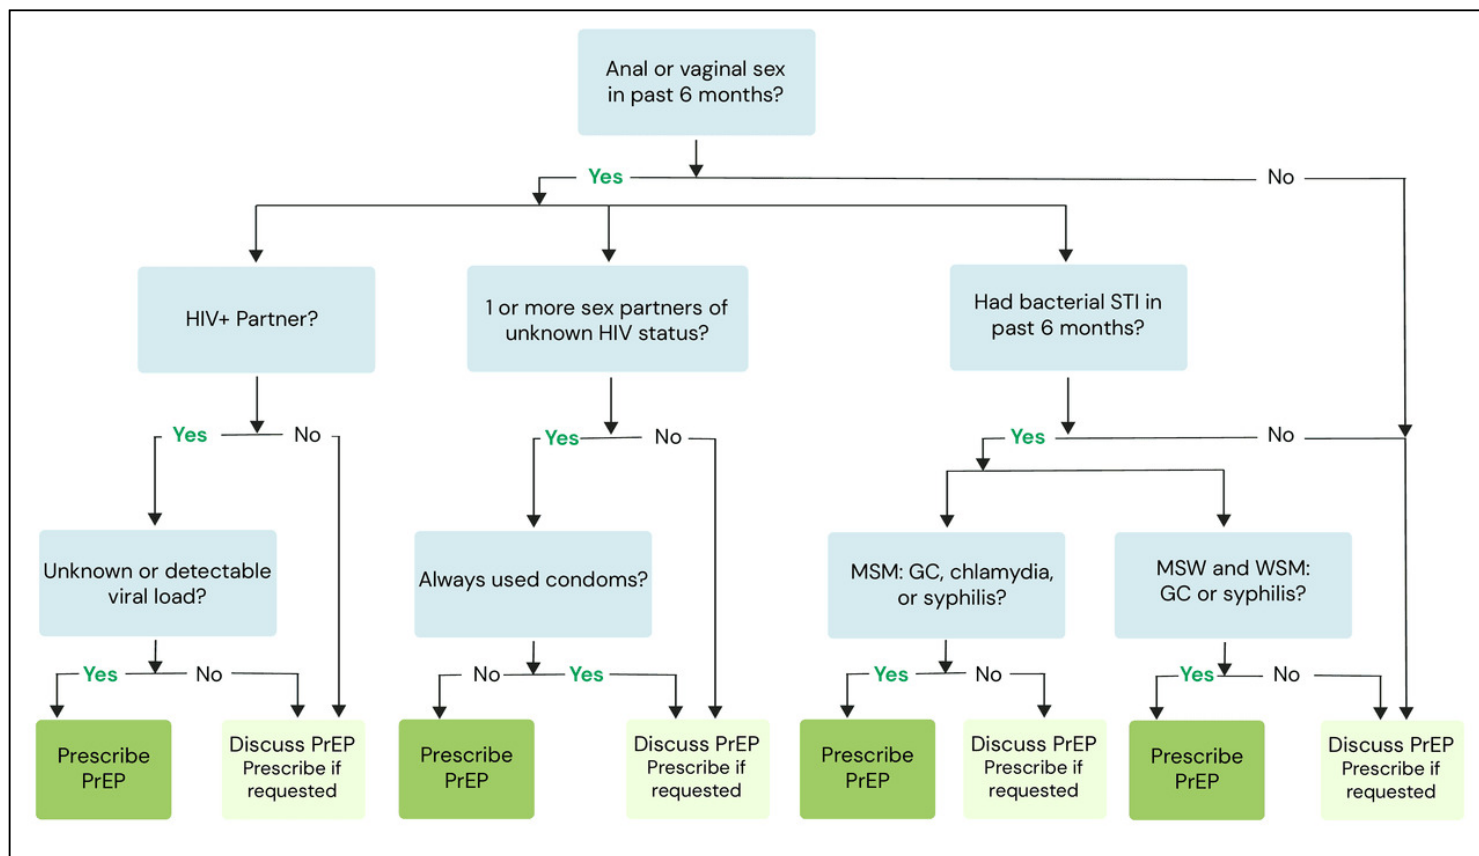 Anal or vaginal sex
in past 6 months?
Yes
No
HIV+ Partner?
1 or more sex partners of
unknown HIV status?
Had bacterial STI in
past 6 months?
Yes
No
Yes
No
Yes
No
Unknown or detectable
viral load?
Always used condoms?
MSM: GC, chlamydia,
or syphilis?
MSW and WSM:
GC or syphilis?
Yes
No
No
Yes
Yes
No
Yes
No
Prescribe
PrEP
Discuss PrEP
Prescribe if
requested
Prescribe
PrEP
Discuss PrEP
Prescribe if
requested
Prescribe
PrEP
Discuss PrEP
Prescribe if
requested
Prescribe
PrEP
Discuss PrEP
Prescribe if
requested